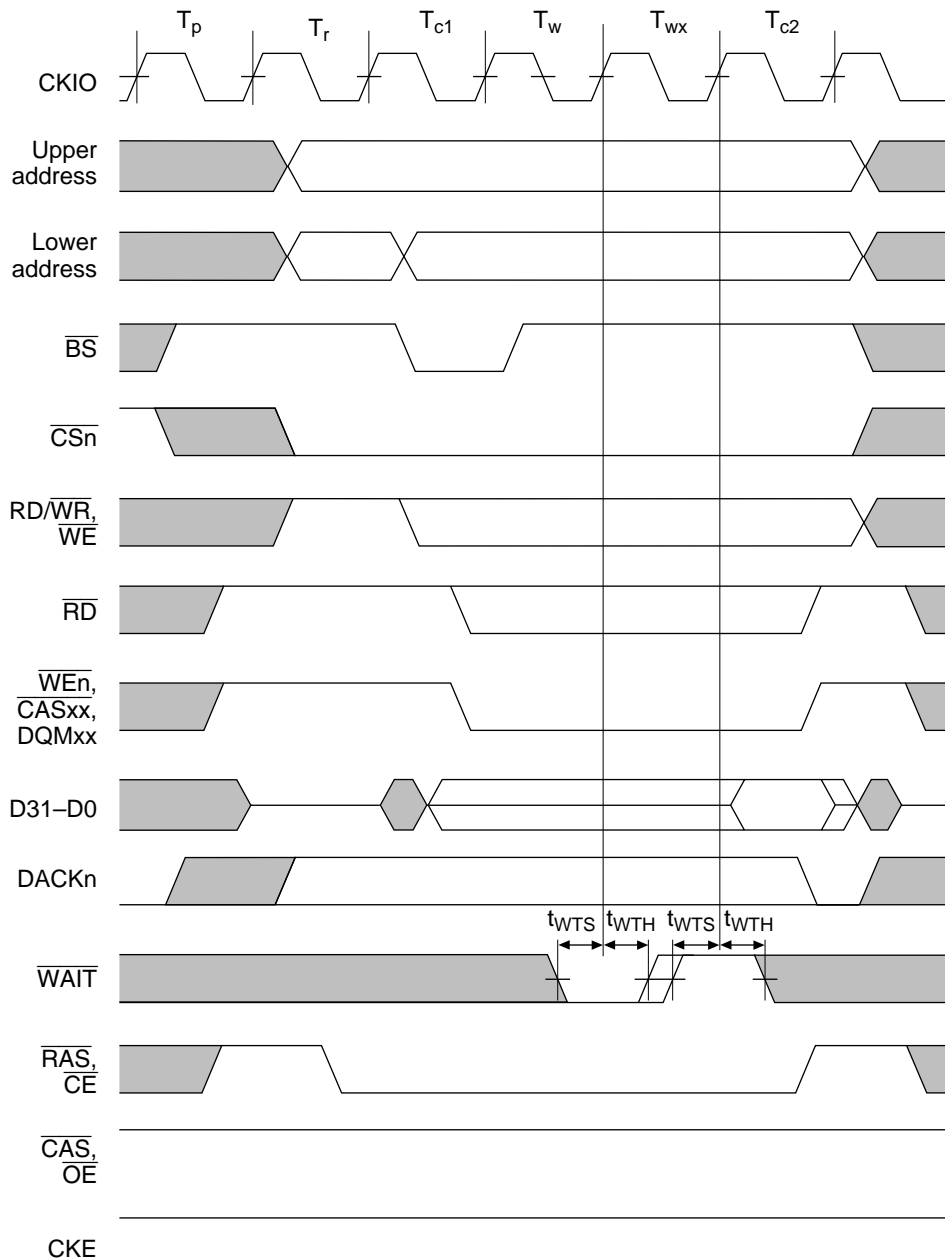 Tp Tr Tc1 Tw Twx Tc2
CKIO
Upper
address
Lower
address
BS
CSn
RD/WR,
WE
RD
WEn,
CASxx,
DQMxx
D31–D0
DACKn
tWTS tWTH tWTS tWTH
WAIT
RAS,
CE
CAS,
OE
CKE